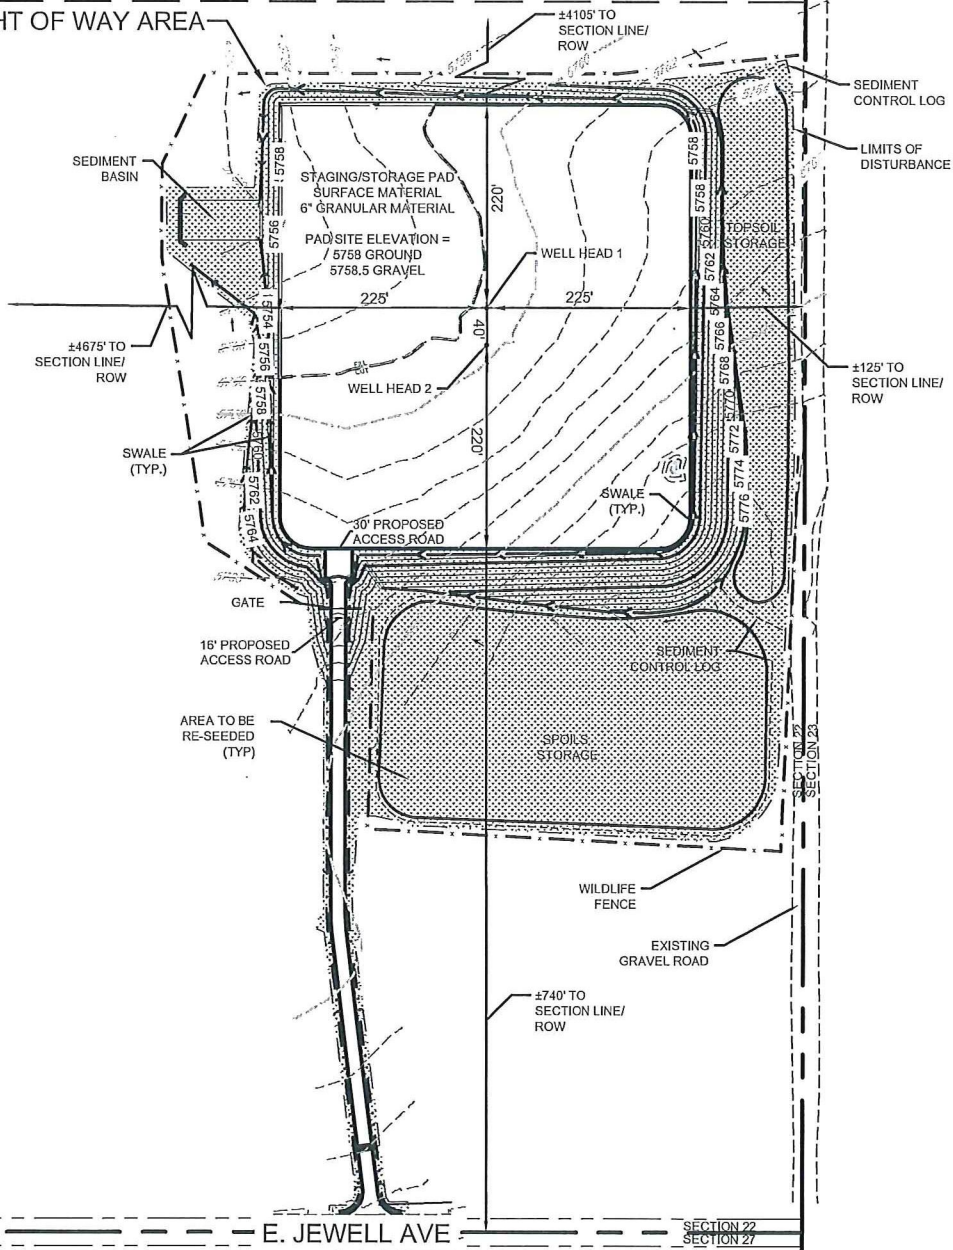 HT OF WAY AREA
±4105' TO
SECTION LINE/
ROW
SEDIMENT
CONTROL LOG
LIMITS OF
DISTURBANCE
SEDIMENT
BASIN
STAGING/STORAGE PAD
SURFACE MATERIAL
6" GRANULAR MATERIAL
PAD SITE ELEVATION =
5758 GROUND
5758.5 GRAVEL
220'
WELL HEAD 1
225'
225'
40'
WELL HEAD 2
220'
TOPSOIL
STORAGE
5758
5756
5754
5756
5758
5760
5762
5764
5758
5758
5760
5762
5764
5766
5768
5770
5772
5774
5776
±4675' TO
SECTION LINE/
ROW
±125' TO
SECTION LINE/
ROW
SWALE
(TYP.)
SWALE
(TYP.)
30' PROPOSED
ACCESS ROAD
GATE
16' PROPOSED
ACCESS ROAD
SEDIMENT
CONTROL LOG
AREA TO BE
RE-SEEDED
(TYP)
SPOILS
STORAGE
SECTION 22
SECTION 23
WILDLIFE
FENCE
EXISTING
GRAVEL ROAD
±740' TO
SECTION LINE/
ROW
E. JEWELL AVE
SECTION 22
SECTION 27